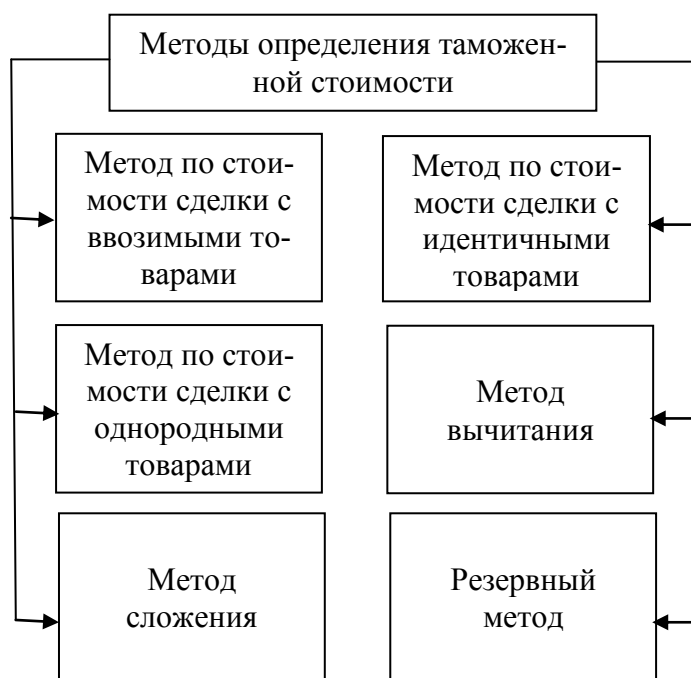 Методы определения таможен-
ной стоимости
Метод по стои-
мости сделки с
ввозимыми то-
варами
Метод по стои-
мости сделки с
идентичными
товарами
Метод по стои-
мости сделки с
однородными
товарами
Метод
вычитания
Метод
сложения
Резервный
метод